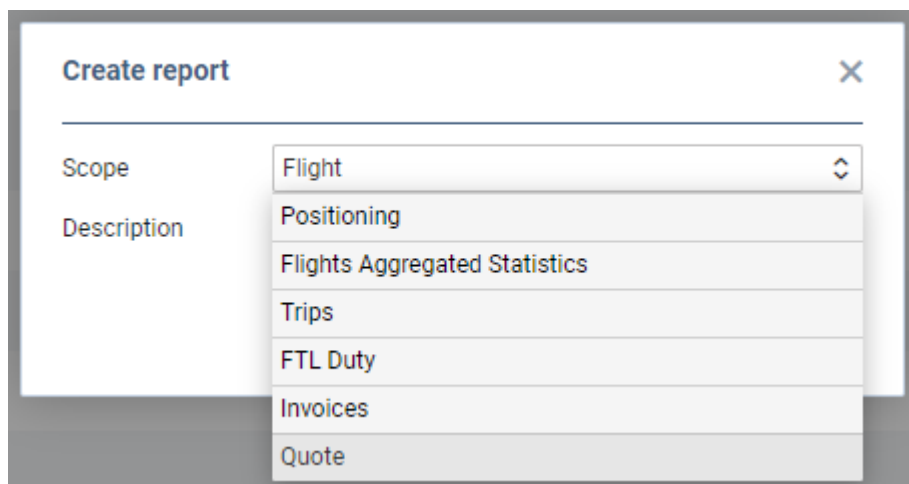 Create report
Scope
Flight
Description
Positioning
Flights Aggregated Statistics
Trips
FTL Duty
Invoices
Quote